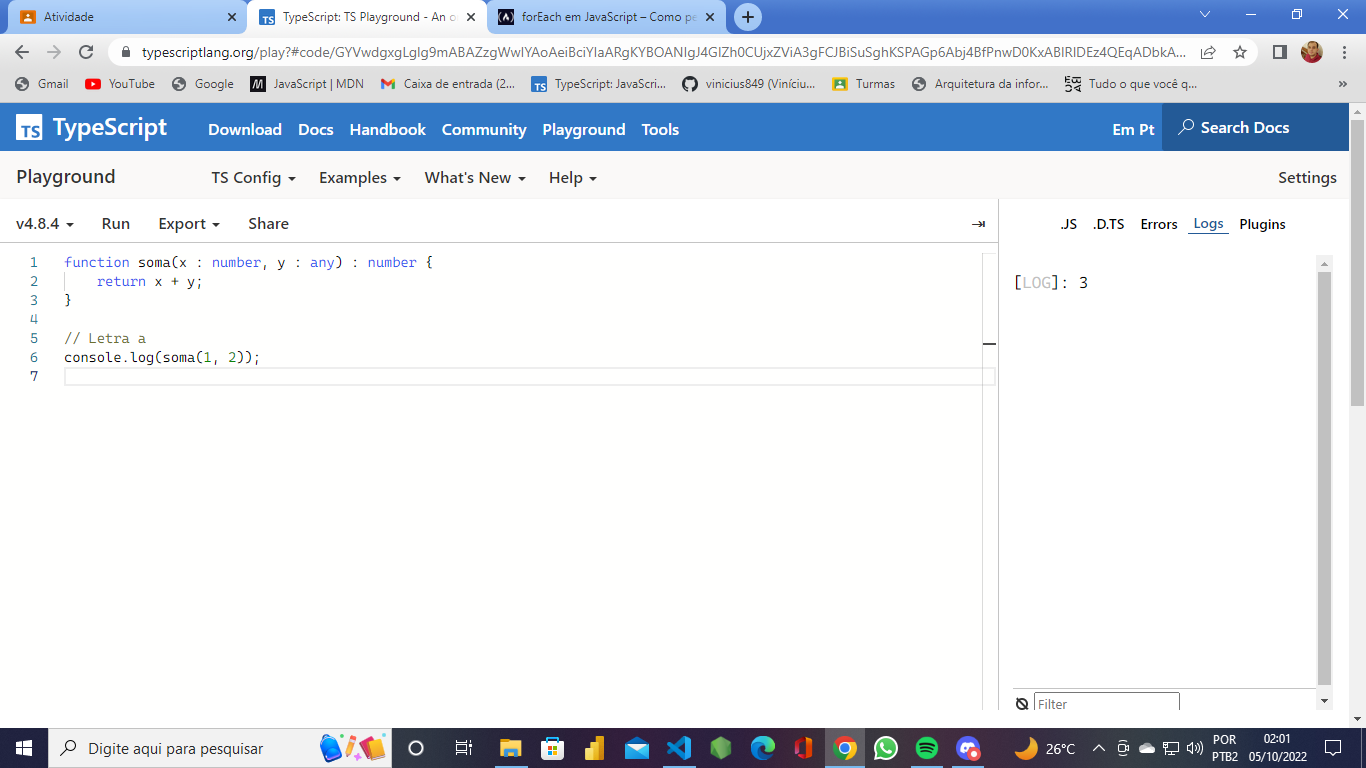 Atividade
TypeScript: TS Playground - An o
forEach em JavaScript – Como pe
typescriptlang.org/play?#code/GYVwdgxgLglg9mABAZzgWwIYAoAeiBciYIaARgKYBOANIgJ4GIZh0CUjxZViA3gFCJBiSuSghKSPAGp6Abj4BfPnwD0KxABIRIDEz4QEqADbkA...
Gmail
YouTube
Google
JavaScript | MDN
Caixa de entrada (2...
TypeScript: JavaScri...
vinicius849 (Viníciu...
Turmas
Arquitetura da infor...
Tudo o que você q...
»
TS TypeScript
Download
Docs
Handbook
Community
Playground
Tools
Em Pt
Search Docs
Playground
TS Config
Examples
What's New
Help
Settings
v4.8.4
Run
Export
Share
.JS
.D.TS
Errors
Logs
Plugins
1 function soma(x : number, y : any) : number {
2 return x + y;
3 }
4
5 // Letra a
6 console.log(soma(1, 2));
7
[LOG]: 3
Filter
Digite aqui para pesquisar
26°C
POR
PTB2
02:01
05/10/2022